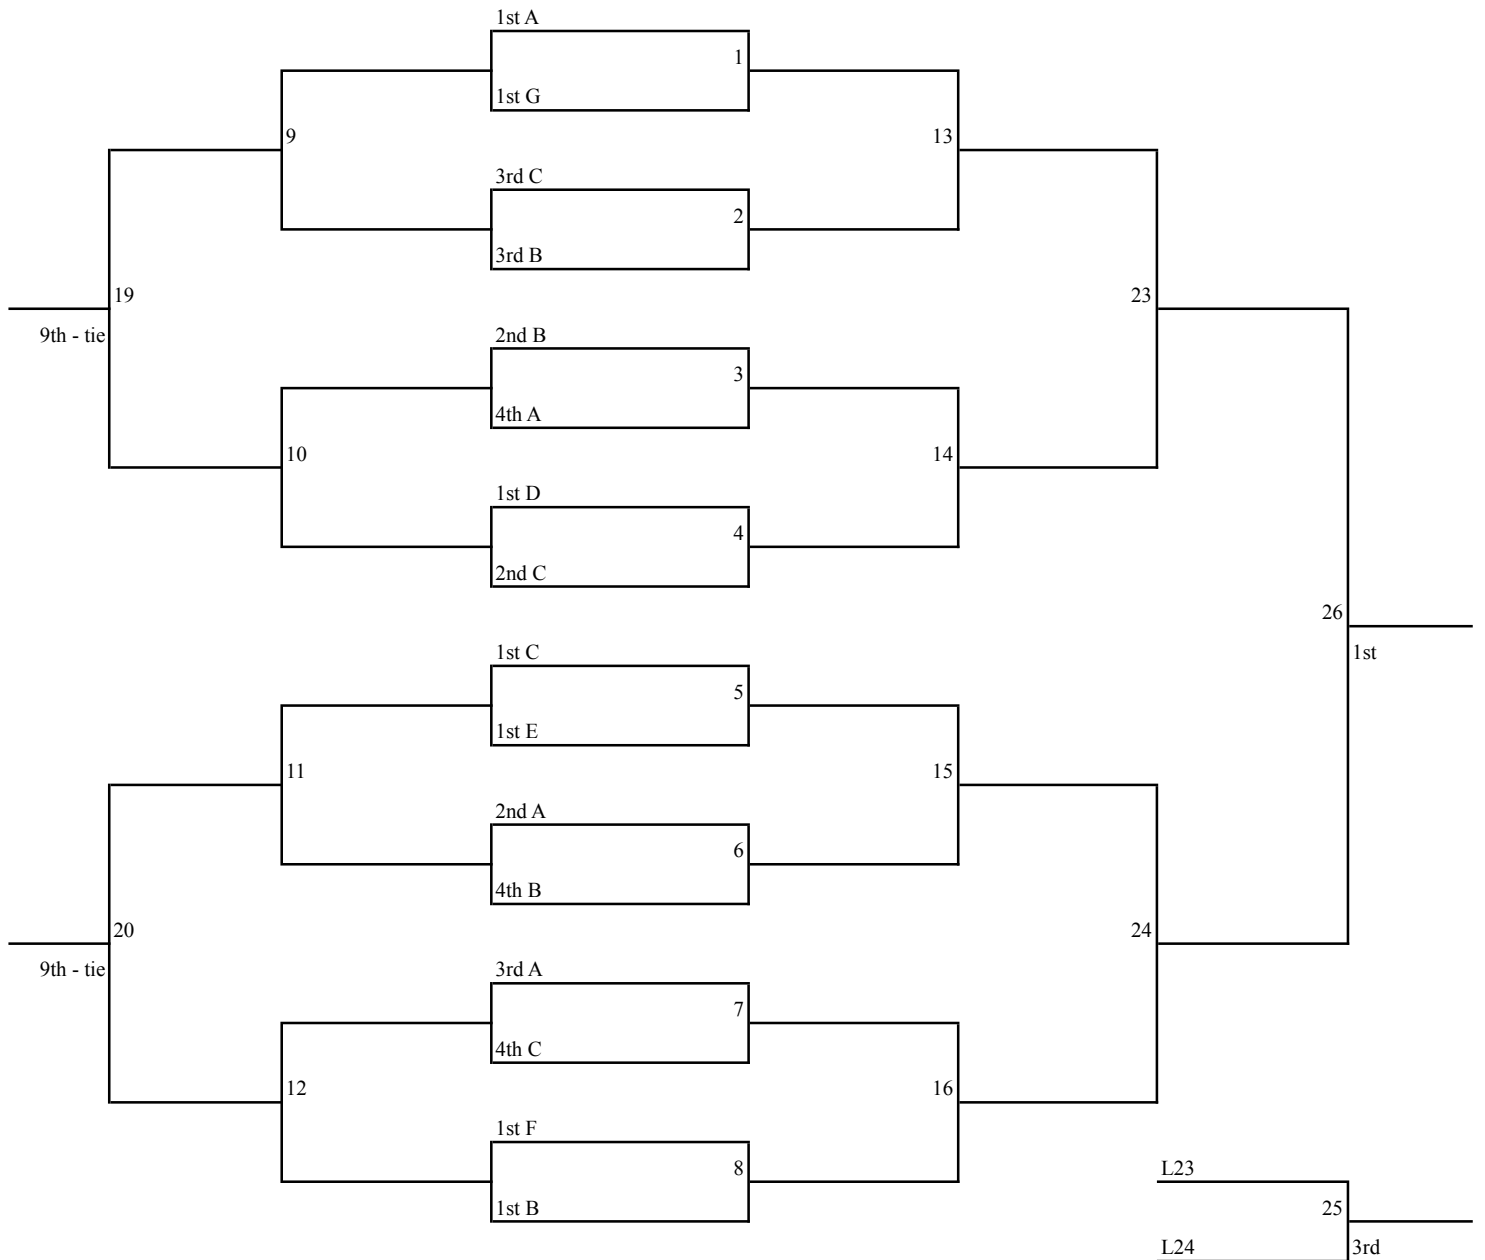 1st A
1
1st G
9
13
3rd C
2
3rd B
19
23
9th - tie
2nd B
3
4th A
10
14
1st D
4
2nd C
26
1st
1st C
5
1st E
11
15
2nd A
6
4th B
20
24
9th - tie
3rd A
7
4th C
12
16
1st F
8
L23
1st B
25
L24
3rd